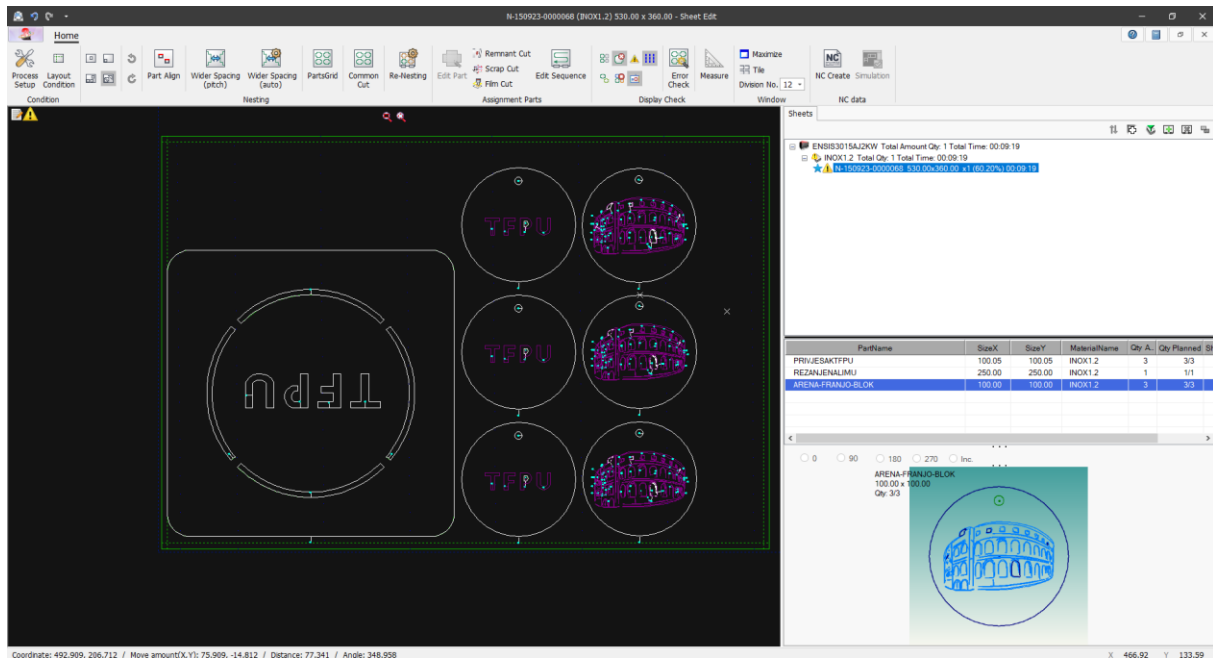 N-150923-0000068 (INOX1.2) 530.00 x 360.00 - Sheet Edit
Home
Process Setup
Layout Condition
Condition
Part Align
Wider Spacing (pitch)
Wider Spacing (auto)
PartsGrid
Common Cut
Re-Nesting
Nesting
Edit Part
Remnant Cut
Scrap Cut
Film Cut
Edit Sequence
Assignment Parts
Error Check
Measure
Display Check
Maximize
Tile
Division No. 12
Window
NC
NC Create
Simulation
NC data
Sheets
ENSIS3015AJ2KW Total Amount Qty: 1 Total Time: 00:09:19
INOX1.2 Total Qty: 1 Total Time: 00:09:19
N-150923-0000068 530.00x360.00 x1 (60.20%) 00:09:19
TFPU
TFPU
TFPU
TFPU
PartName SizeX SizeY MaterialName Qty A.. Qty Planned
PRIVJESAKTFPU 100.05 100.05 INOX1.2 3 3/3
REZANJENALIMU 250.00 250.00 INOX1.2 1 1/1
ARENA-FRANJO-BLOK 100.00 100.00 INOX1.2 3 3/3
0 90 180 270 Inc.
ARENA-FRANJO-BLOK
100.00 x 100.00
Qty: 3/3
Coordinate: 492.909, 206.712 / Move amount(X,Y): 75.909, -14.812 / Distance: 77.341 / Angle: 348.958
X 466.92 Y 133.59